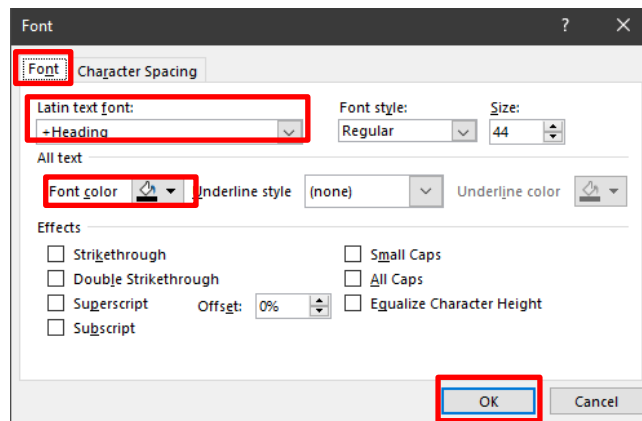 Font ?
Font Character Spacing
Latin text font: Font style: Size:
+Heading Regular 44
All text
Font color Underline style (none) Underline color
Effects
Strikethrough Small Caps
Double Strikethrough All Caps
Superscript Offset: 0% Equalize Character Height
Subscript
OK Cancel